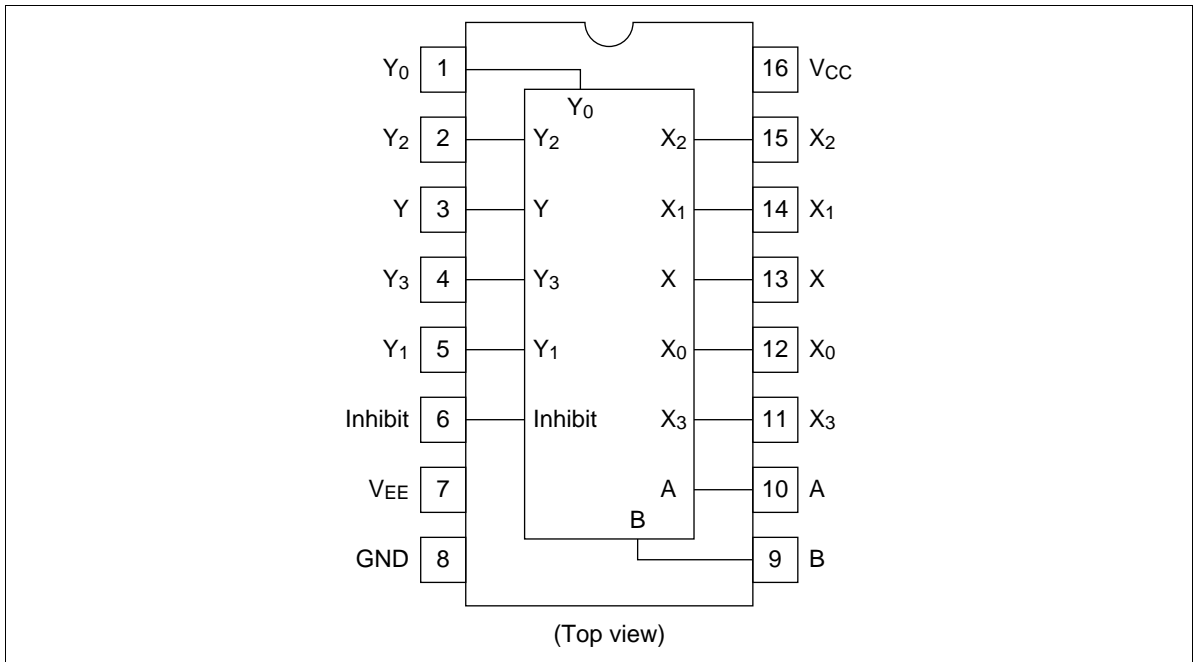 Y0 1 16 VCC
Y0
Y2 2 Y2 X2 15 X2
Y 3 Y X1 14 X1
Y3 4 Y3 X 13 X
Y1 5 Y1 X0 12 X0
Inhibit 6 Inhibit X3 11 X3
VEE 7 A 10 A
B
GND 8 9 B
(Top view)